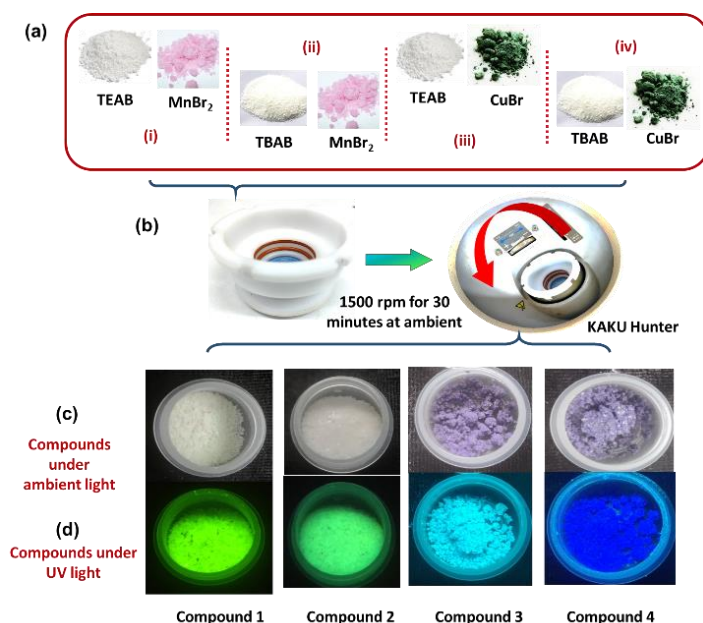 (a)
(ii)
(iv)
TEAB
MnBr₂
TEAB
CuBr
(i)
TBAB
MnBr₂
(iii)
TBAB
CuBr
(b)
1500 rpm for 30
minutes at ambient
KAKU Hunter
(c)
Compounds
under
ambient light
(d)
Compounds under
UV light
Compound 1
Compound 2
Compound 3
Compound 4